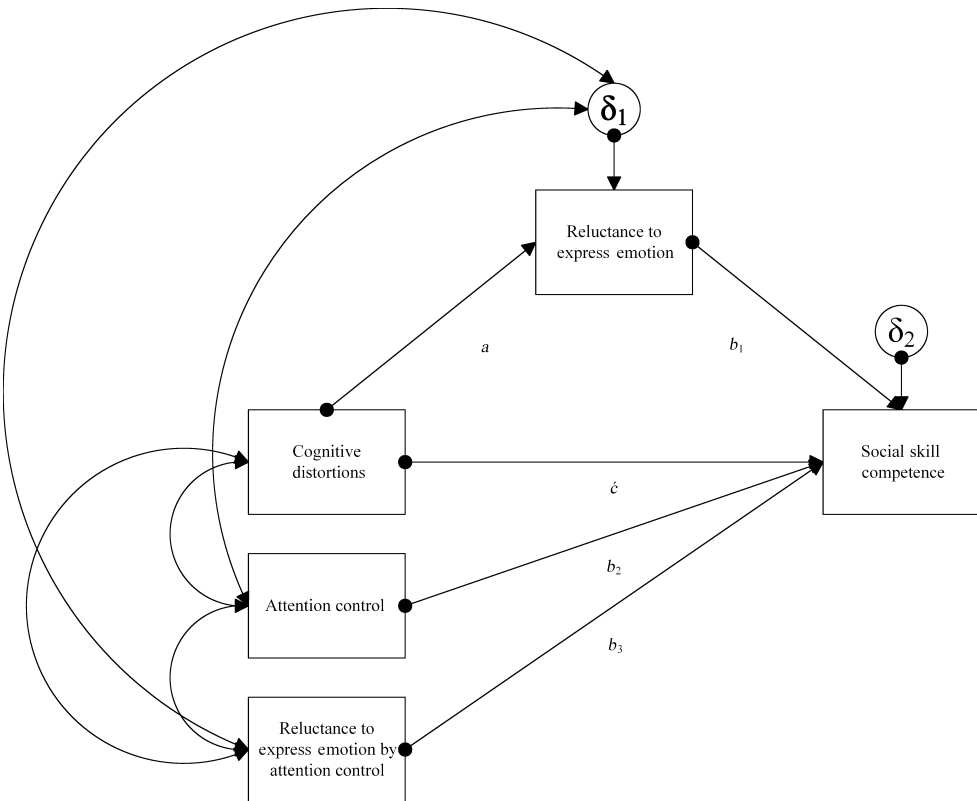 δ1
Reluctance to
express emotion
a
b1
δ2
Cognitive
distortions
ċ
Social skill
competence
b2
Attention control
b3
Reluctance to
express emotion by
attention control